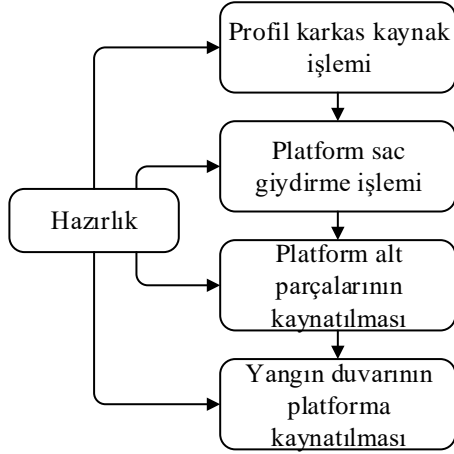 Profil karkas kaynak
işlemi
Platform sac
giydirme işlemi
Hazırlık
Platform alt
parçalarının
kaynatılması
Yangın duvarının
platforma
kaynatılması